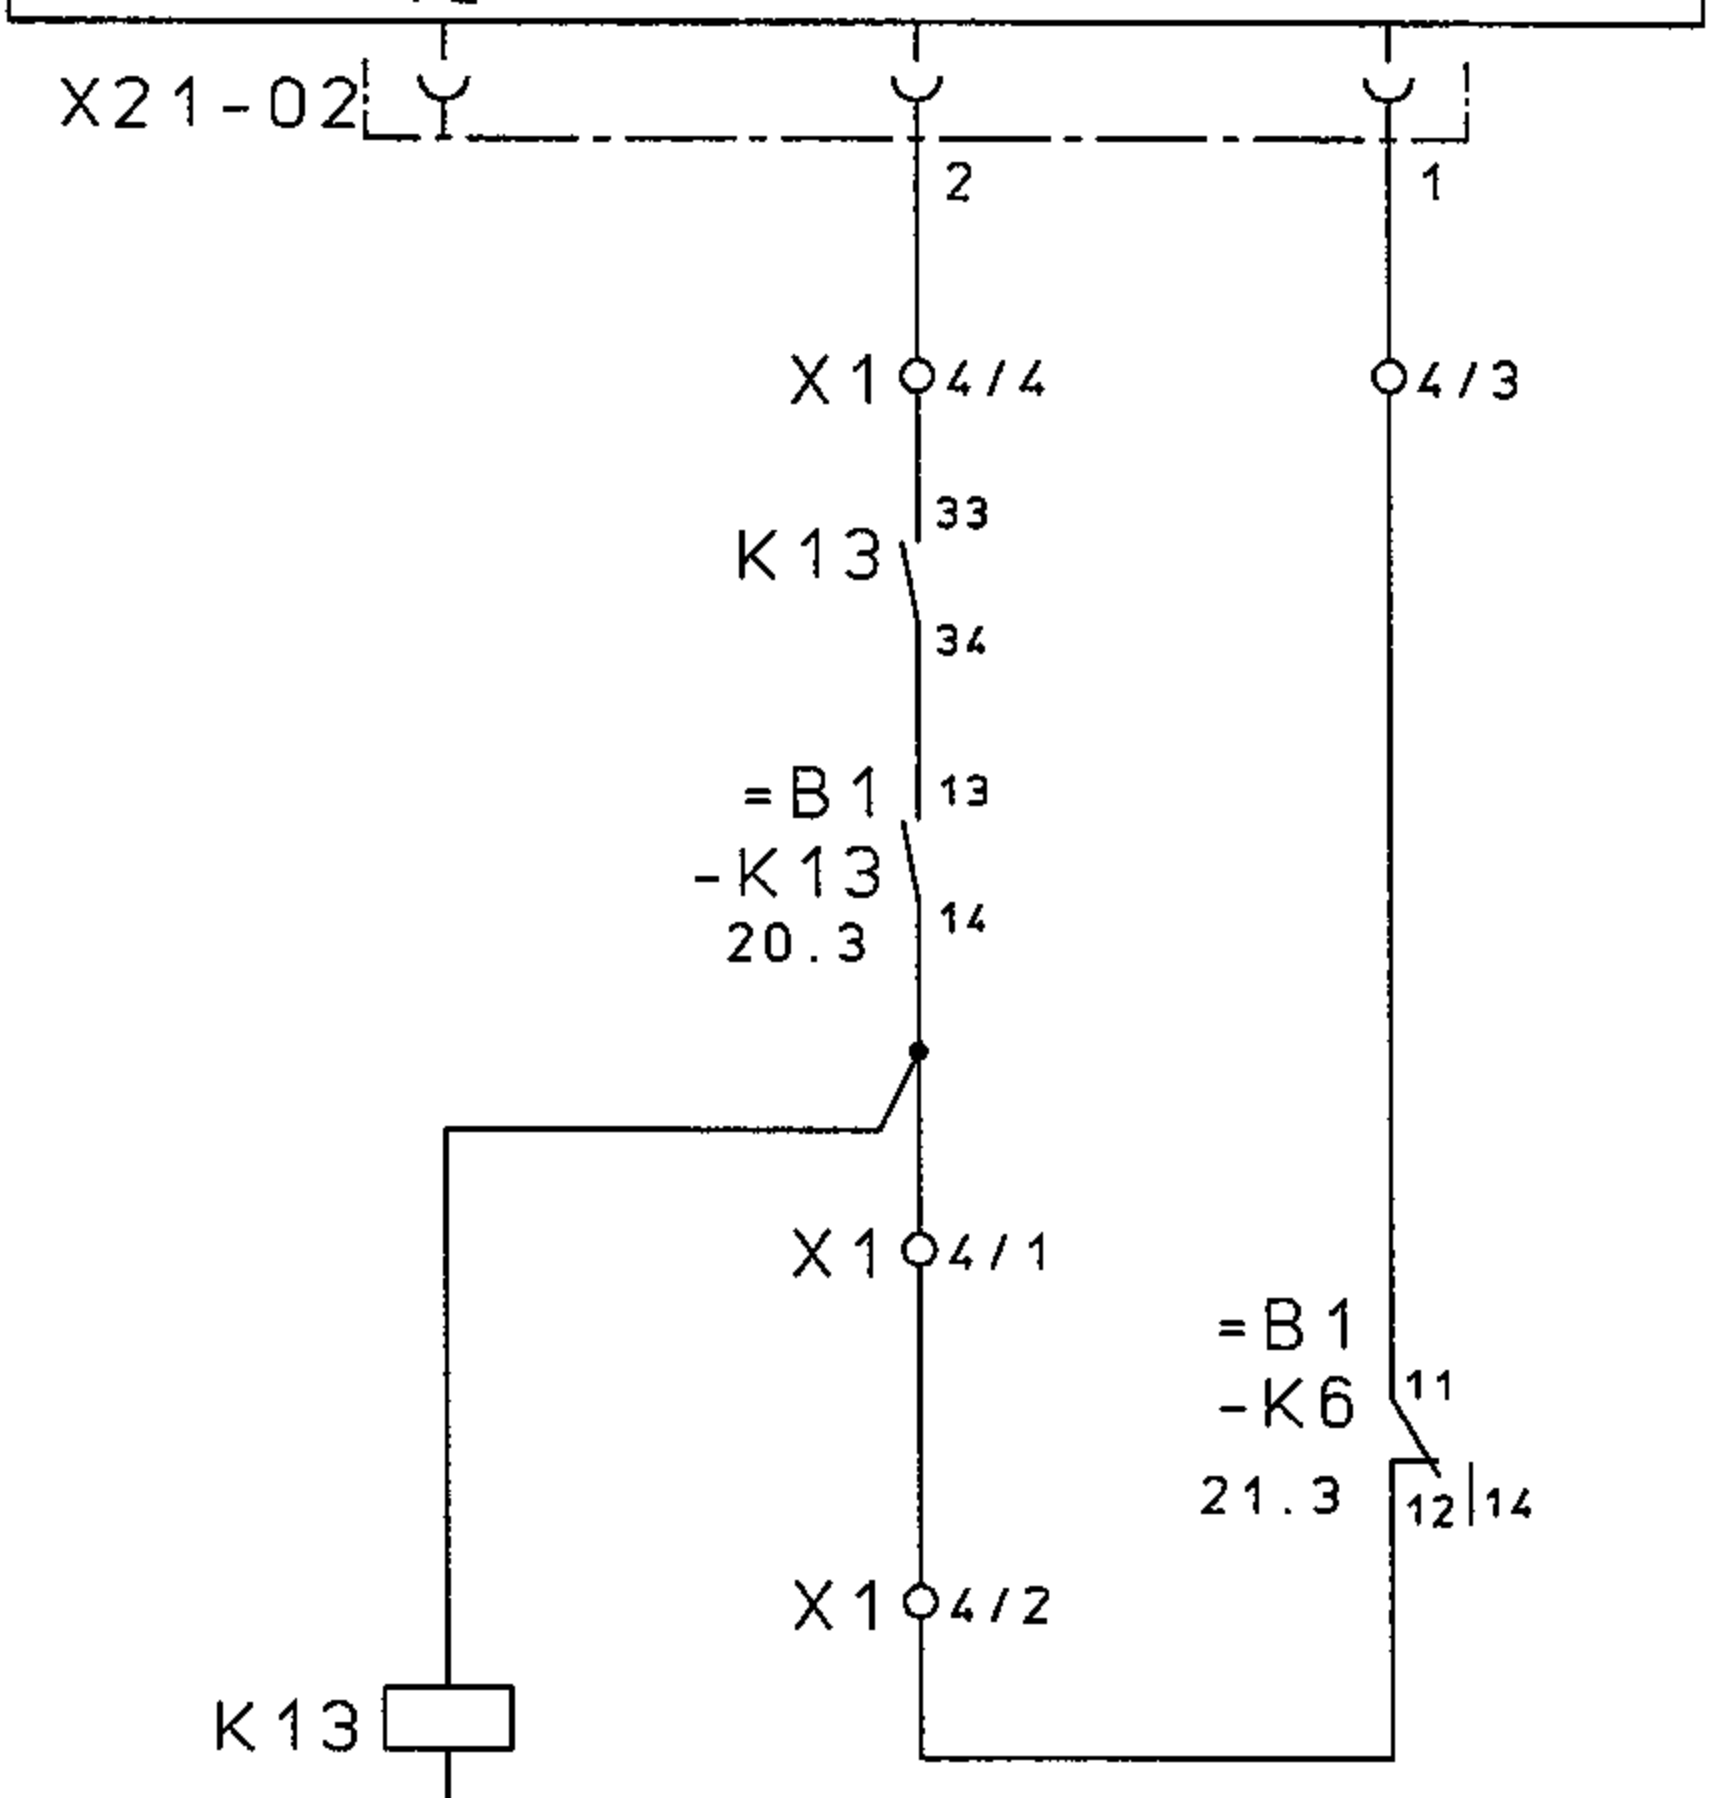 X21-02
2
1
X1 4/4
4/3
33
K13
34
=B1 13
-K13
20.3 14
X1 4/1
=B1
-K6 11
21.3 12|14
X1 4/2
K13